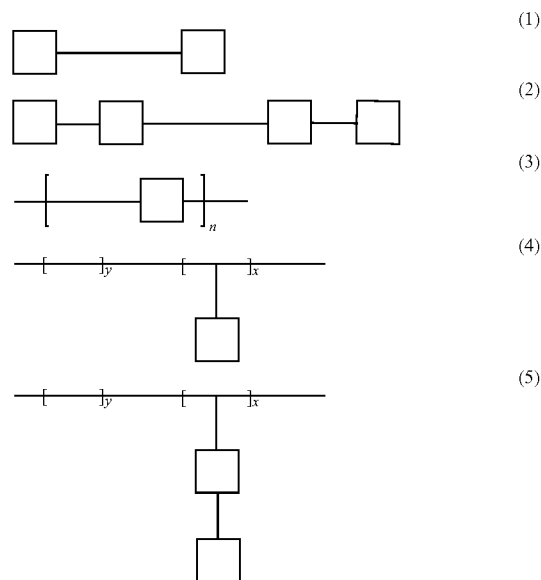 (1)
(2)
(3)
n
(4)
[ ]y [ ]x
(5)
[ ]y [ ]x